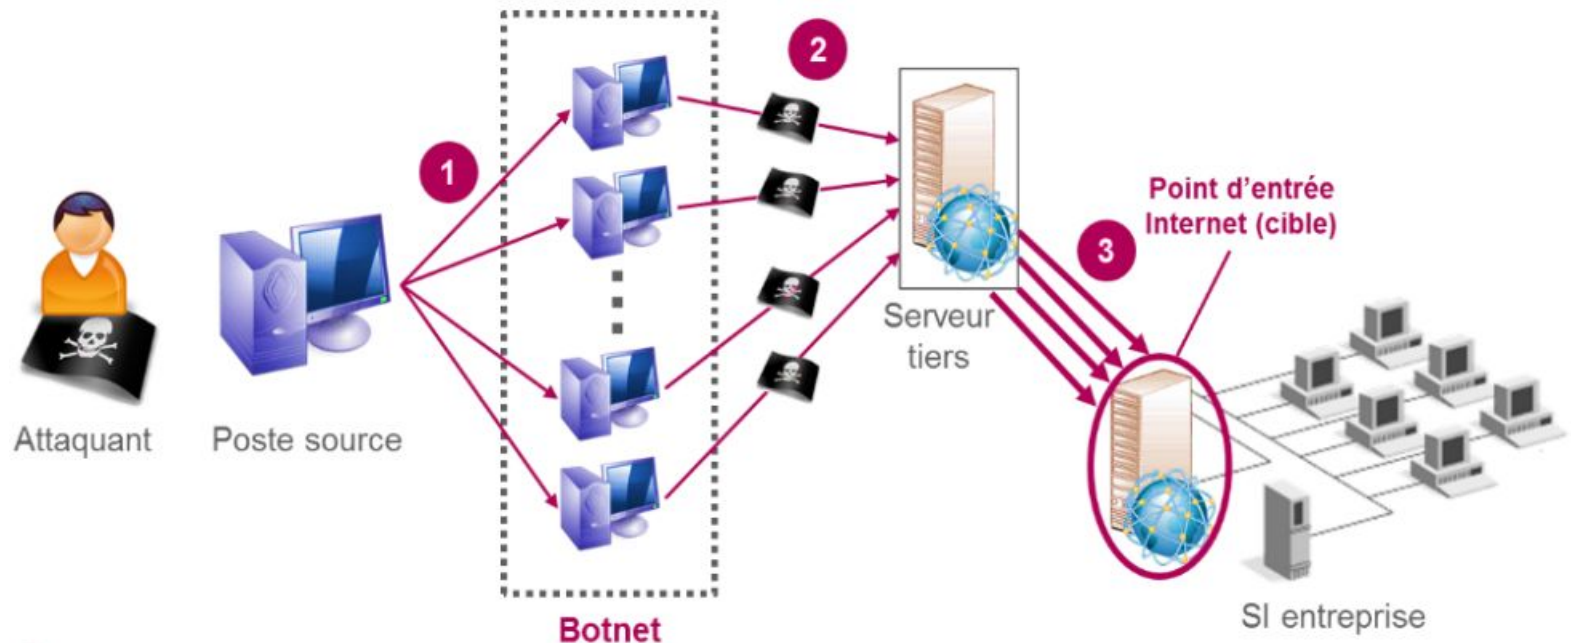 2
1
Point d'entrée
Internet (cible)
3
Serveur
tiers
Attaquant
Poste source
SI entreprise
Botnet